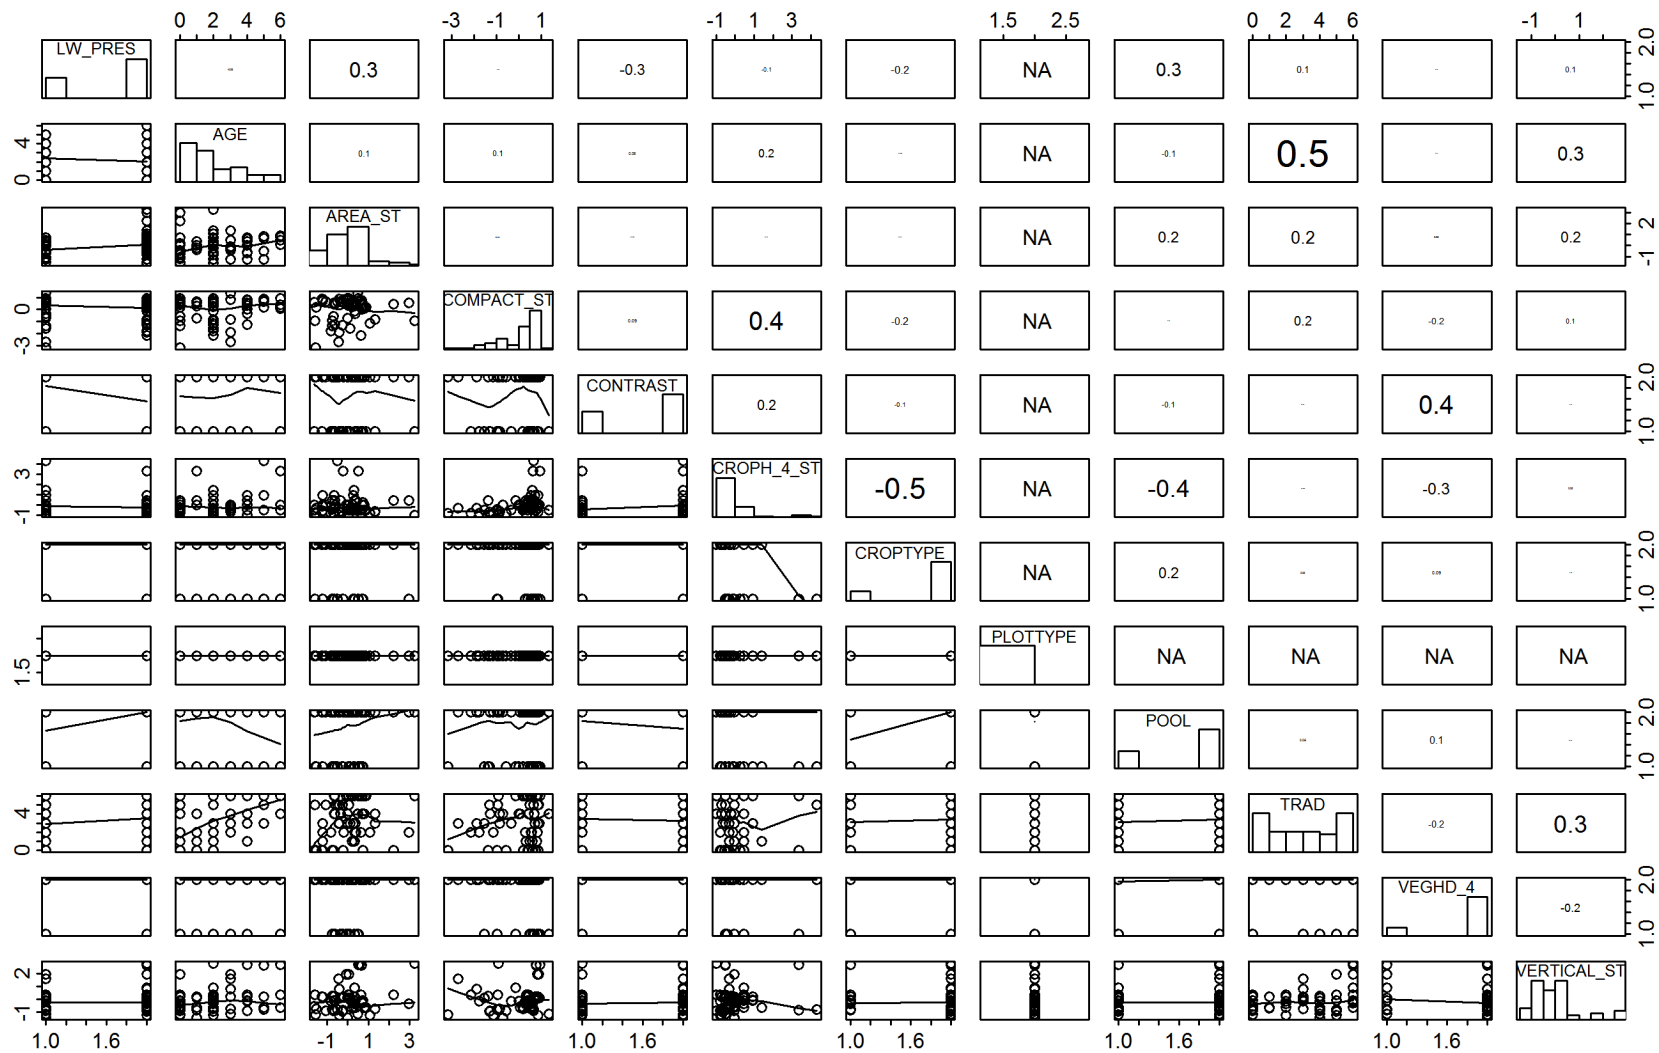 0 2 4 6 -3 -1 1 -1 1 3 1.5 2.5 0 2 4 6 -1 1
LW_PRES 0.3 -0.3 -0.1 -0.2 NA 0.3 0.1 0.1 1.0 2.0
0 4 AGE 0.1 0.1 0.2 NA -0.1 0.5 0.3
AREA_ST NA 0.2 0.2 0.2 -1 2
-3 0 COMPACT_ST 0.09 0.4 -0.2 NA 0.2 -0.2 0.1
CONTRAST 0.2 -0.1 NA -0.1 0.4 1.0 2.0
-1 3 CROPH_4_ST -0.5 NA -0.4 -0.3
CROPTYPE NA 0.2 0.09 1.0 2.0
1.5 PLOTTYPE NA NA NA NA
POOL 0.1 1.0 2.0
0 4 TRAD -0.2 0.3
VEGHD_4 -0.2 1.0 2.0
-1 2 VERTICAL_ST
1.0 1.6 -1 1 3 1.0 1.6 1.0 1.6 1.0 1.6 1.0 1.6